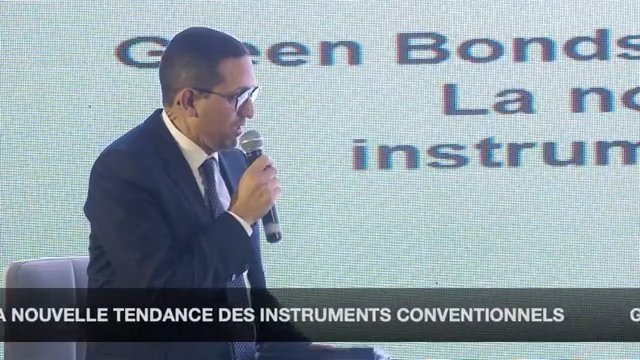 Green Bonds
La no
instrum
A NOUVELLE TENDANCE DES INSTRUMENTS CONVENTIONNELS G